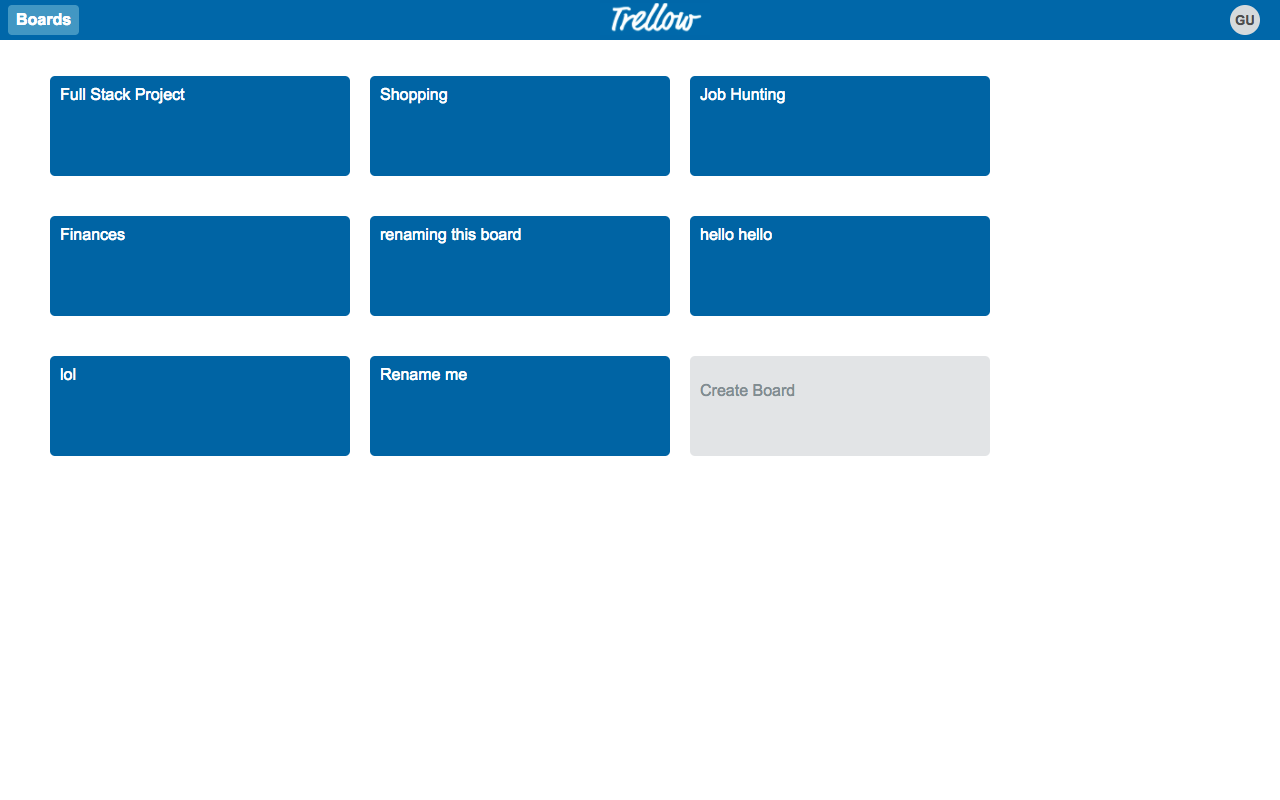 Boards
Trellow
GU
Full Stack Project
Shopping
Job Hunting
Finances
renaming this board
hello hello
lol
Rename me
Create Board